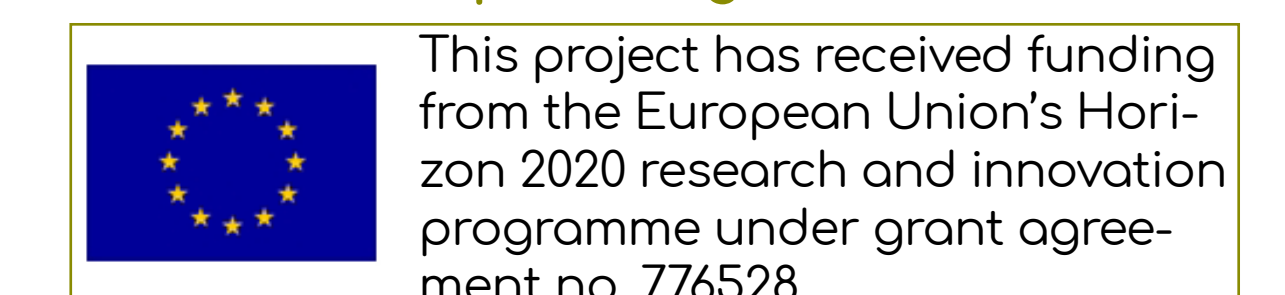 This project has received funding
from the European Union's Hori-
zon 2020 research and innovation
programme under grant agree-
ment no. 776528